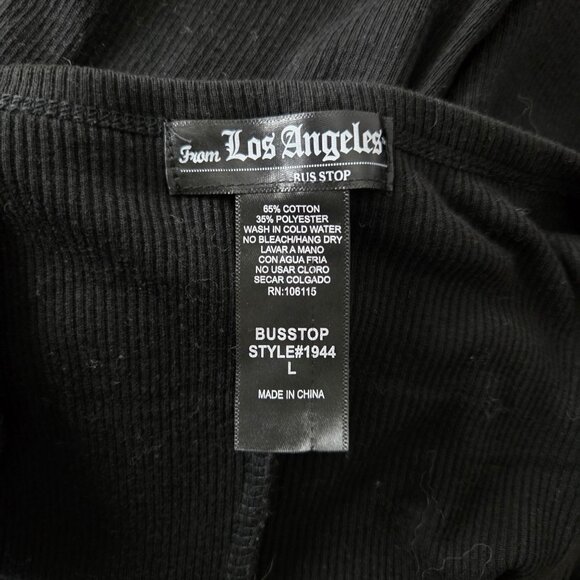 From Los Angeles
BUS STOP
65% COTTON
35% POLYESTER
WASH IN COLD WATER
NO BLEACH/HANG DRY
LAVAR A MANO
CON AGUA FRIA
NO USAR CLORO
SECAR COLGADO
RN:106115
BUSSTOP
STYLE#1944
L
MADE IN CHINA